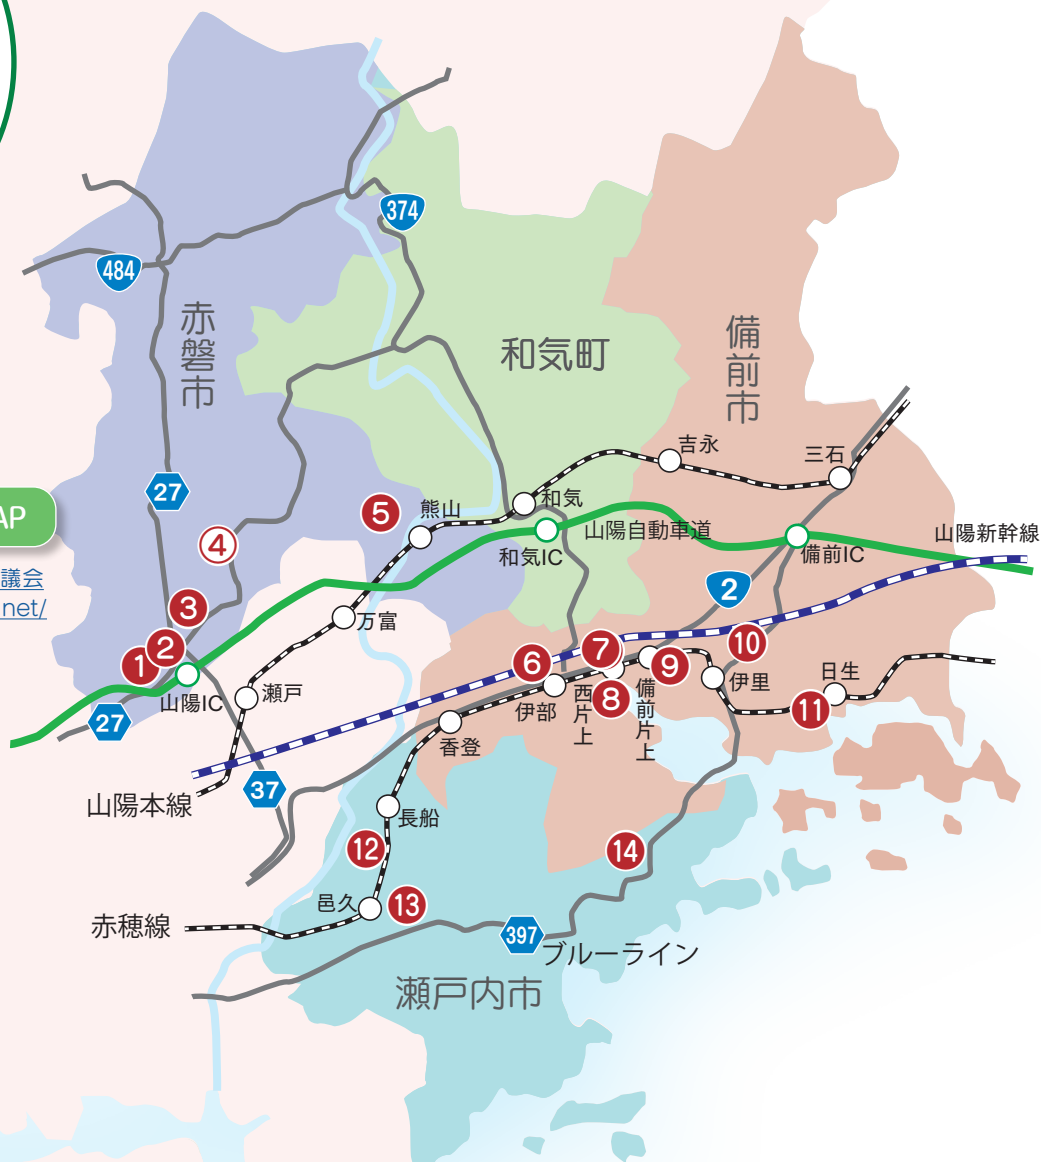 374
484
赤磐市
和気町
備前市
吉永
三石
27
AP
⑤
熊山
和気
議会
net/
④
和気IC
山陽自動車道
備前IC
山陽新幹線
2
③
万富
①
②
山陽IC
瀬戸
27
⑥
⑦
⑧
⑨
⑩
⑪
伊部
西片上
備前片上
伊里
日生
香登
37
山陽本線
長船
⑫
⑭
邑久
⑬
赤穂線
397
ブルーライン
瀬戸内市